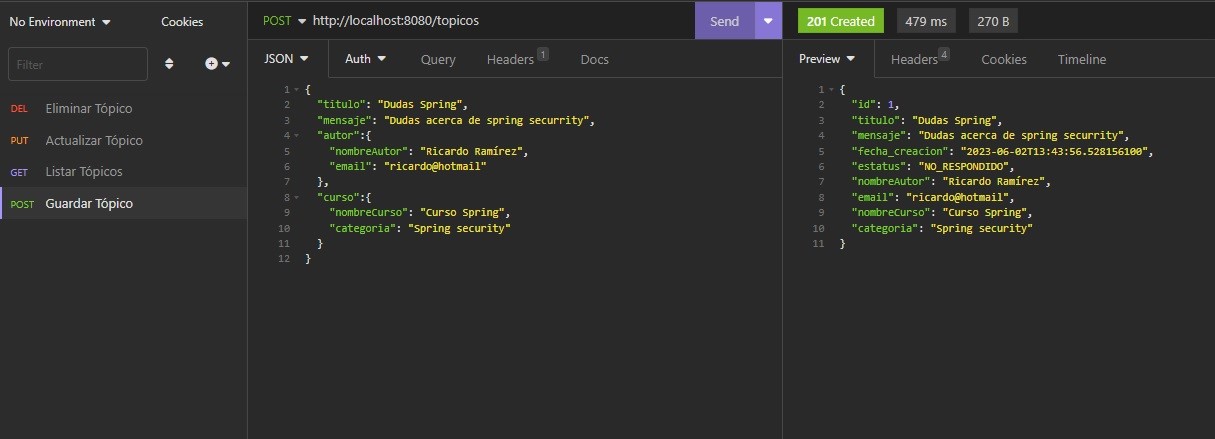 No Environment
Cookies
Filter
DEL Eliminar Tópico
PUT Actualizar Tópico
GET Listar Tópicos
POST Guardar Tópico
POST http://localhost:8080/topicos Send
JSON Auth Query Headers 1 Docs
1 {
2 "titulo": "Dudas Spring",
3 "mensaje": "Dudas acerca de spring securrity",
4 "autor":{
5 "nombreAutor": "Ricardo Ramírez",
6 "email": "ricardo@hotmail"
7 },
8 "curso":{
9 "nombreCurso": "Curso Spring",
10 "categoria": "Spring security"
11 }
12 }
201 Created 479 ms 270 B
Preview Headers 4 Cookies Timeline
1 {
2 "id": 1,
3 "titulo": "Dudas Spring",
4 "mensaje": "Dudas acerca de spring securrity",
5 "fecha_creacion": "2023-06-02T13:43:56.528156100",
6 "estatus": "NO_RESPONDIDO",
7 "nombreAutor": "Ricardo Ramírez",
8 "email": "ricardo@hotmail",
9 "nombreCurso": "Curso Spring",
10 "categoria": "Spring security"
11 }